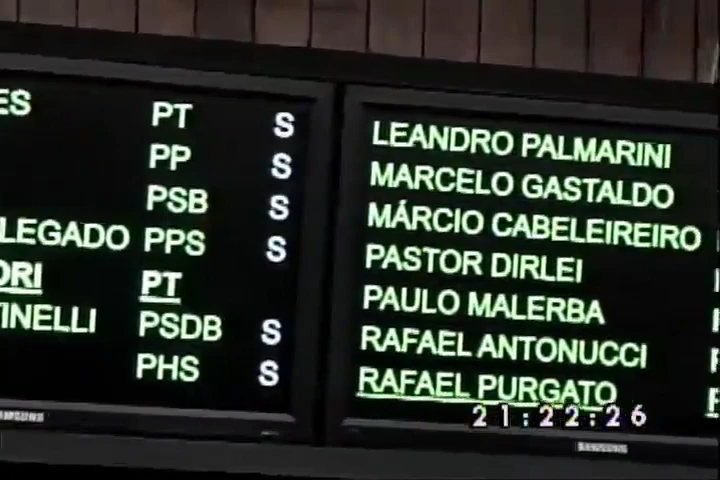 ES PT S
PP S
PSB S
LEGADO PPS S
ORI PT
INELLI PSDB S
PHS S
SAMSUNG
LEANDRO PALMARINI
MARCELO GASTALDO
MÁRCIO CABELEIREIRO
PASTOR DIRLEI
PAULO MALERBA
RAFAEL ANTONUCCI
RAFAEL PURGATO
21:22:26